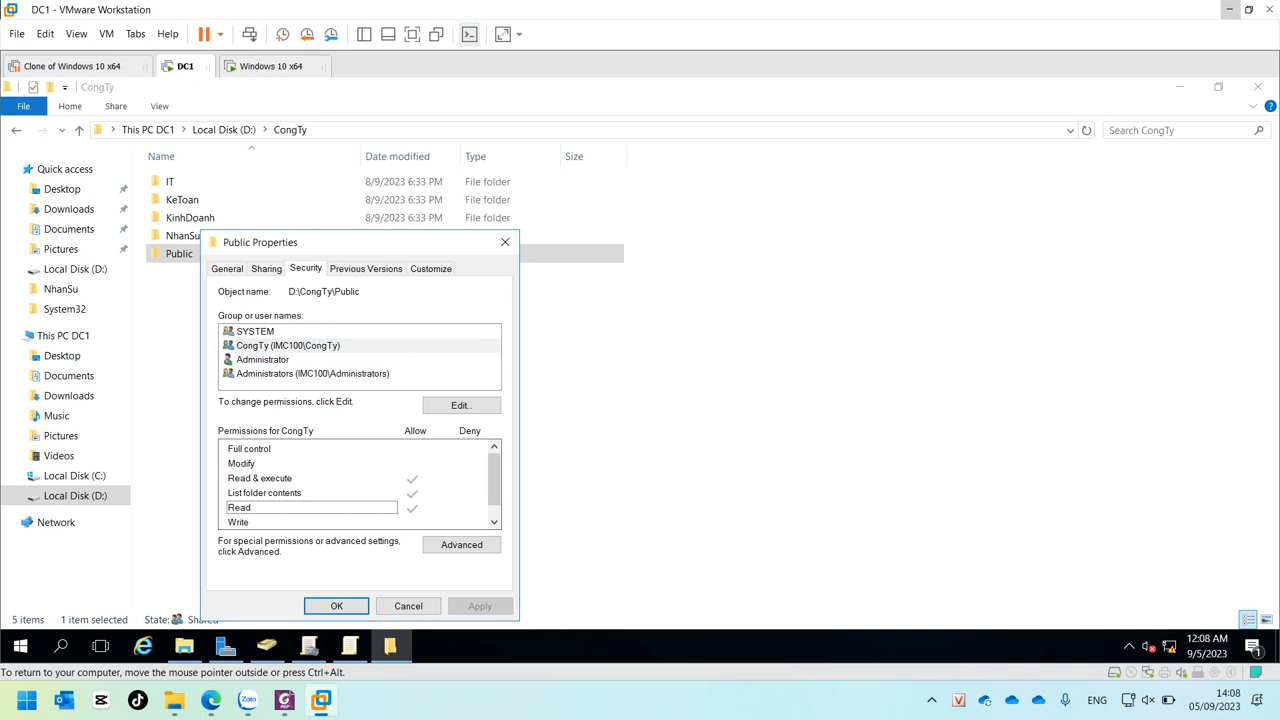 DC1 - VMware Workstation
File Edit View VM Tabs Help
Clone of Windows 10 x64 DC1 Windows 10 x64
CongTy
File Home Share View
This PC DC1 Local Disk (D:) CongTy Search CongTy
Name Date modified Type Size
Quick access
Desktop
Downloads
Documents
Pictures
Local Disk (D:)
NhanSu
System32
This PC DC1
Desktop
Documents
Downloads
Music
Pictures
Videos
Local Disk (C:)
Local Disk (D:)
Network
IT 8/9/2023 6:33 PM File folder
KeToan 8/9/2023 6:33 PM File folder
KinhDoanh 8/9/2023 6:33 PM File folder
NhanSu
Public
Public Properties
General Sharing Security Previous Versions Customize
Object name: D:\CongTy\Public
Group or user names:
SYSTEM
CongTy (IMC100\CongTy)
Administrator
Administrators (IMC100\Administrators)
To change permissions, click Edit. Edit...
Permissions for CongTy Allow Deny
Full control
Modify
Read & execute
List folder contents
Read
Write
For special permissions or advanced settings,
click Advanced. Advanced
OK Cancel Apply
5 items 1 item selected State: Shared
12:08 AM
9/5/2023
1
To return to your computer, move the mouse pointer outside or press Ctrl+Alt.
Zalo
PDF
ENG
14:08
05/09/2023